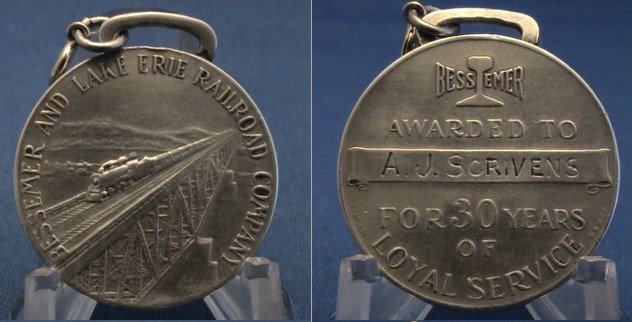 BESSEMER AND LAKE ERIE RAILROAD COMPANY
BESSEMER
AWARDED TO
A.J. SCRIVENS
FOR 30 YEARS
OF
LOYAL SERVICE